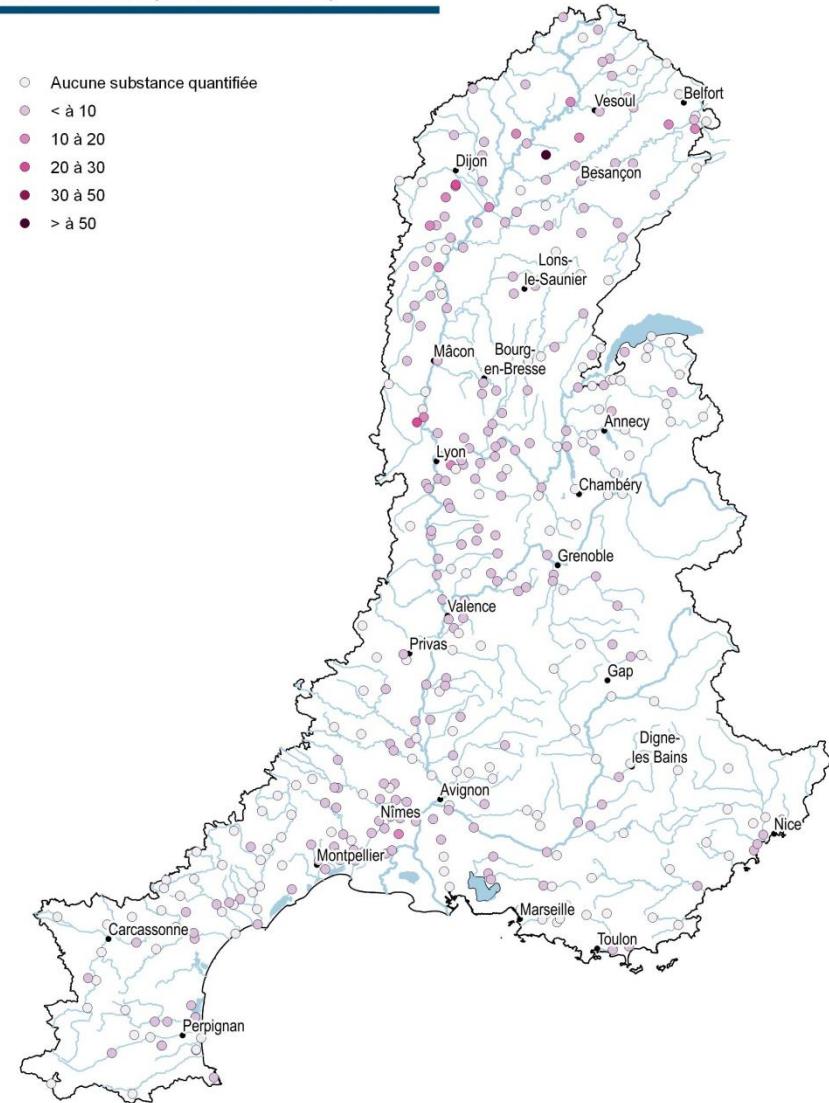 Aucune substance quantifiée
< à 10
10 à 20
20 à 30
30 à 50
> à 50
Belfort
Vesoul
Dijon
Besançon
Lons-
le-Saunier
Mâcon
Bourg-
en-Bresse
Annecy
Lyon
Chambéry
Grenoble
Valence
Privas
Gap
Digne-
les Bains
Avignon
Nîmes
Nice
Montpellier
Marseille
Carcassonne
Toulon
Perpignan